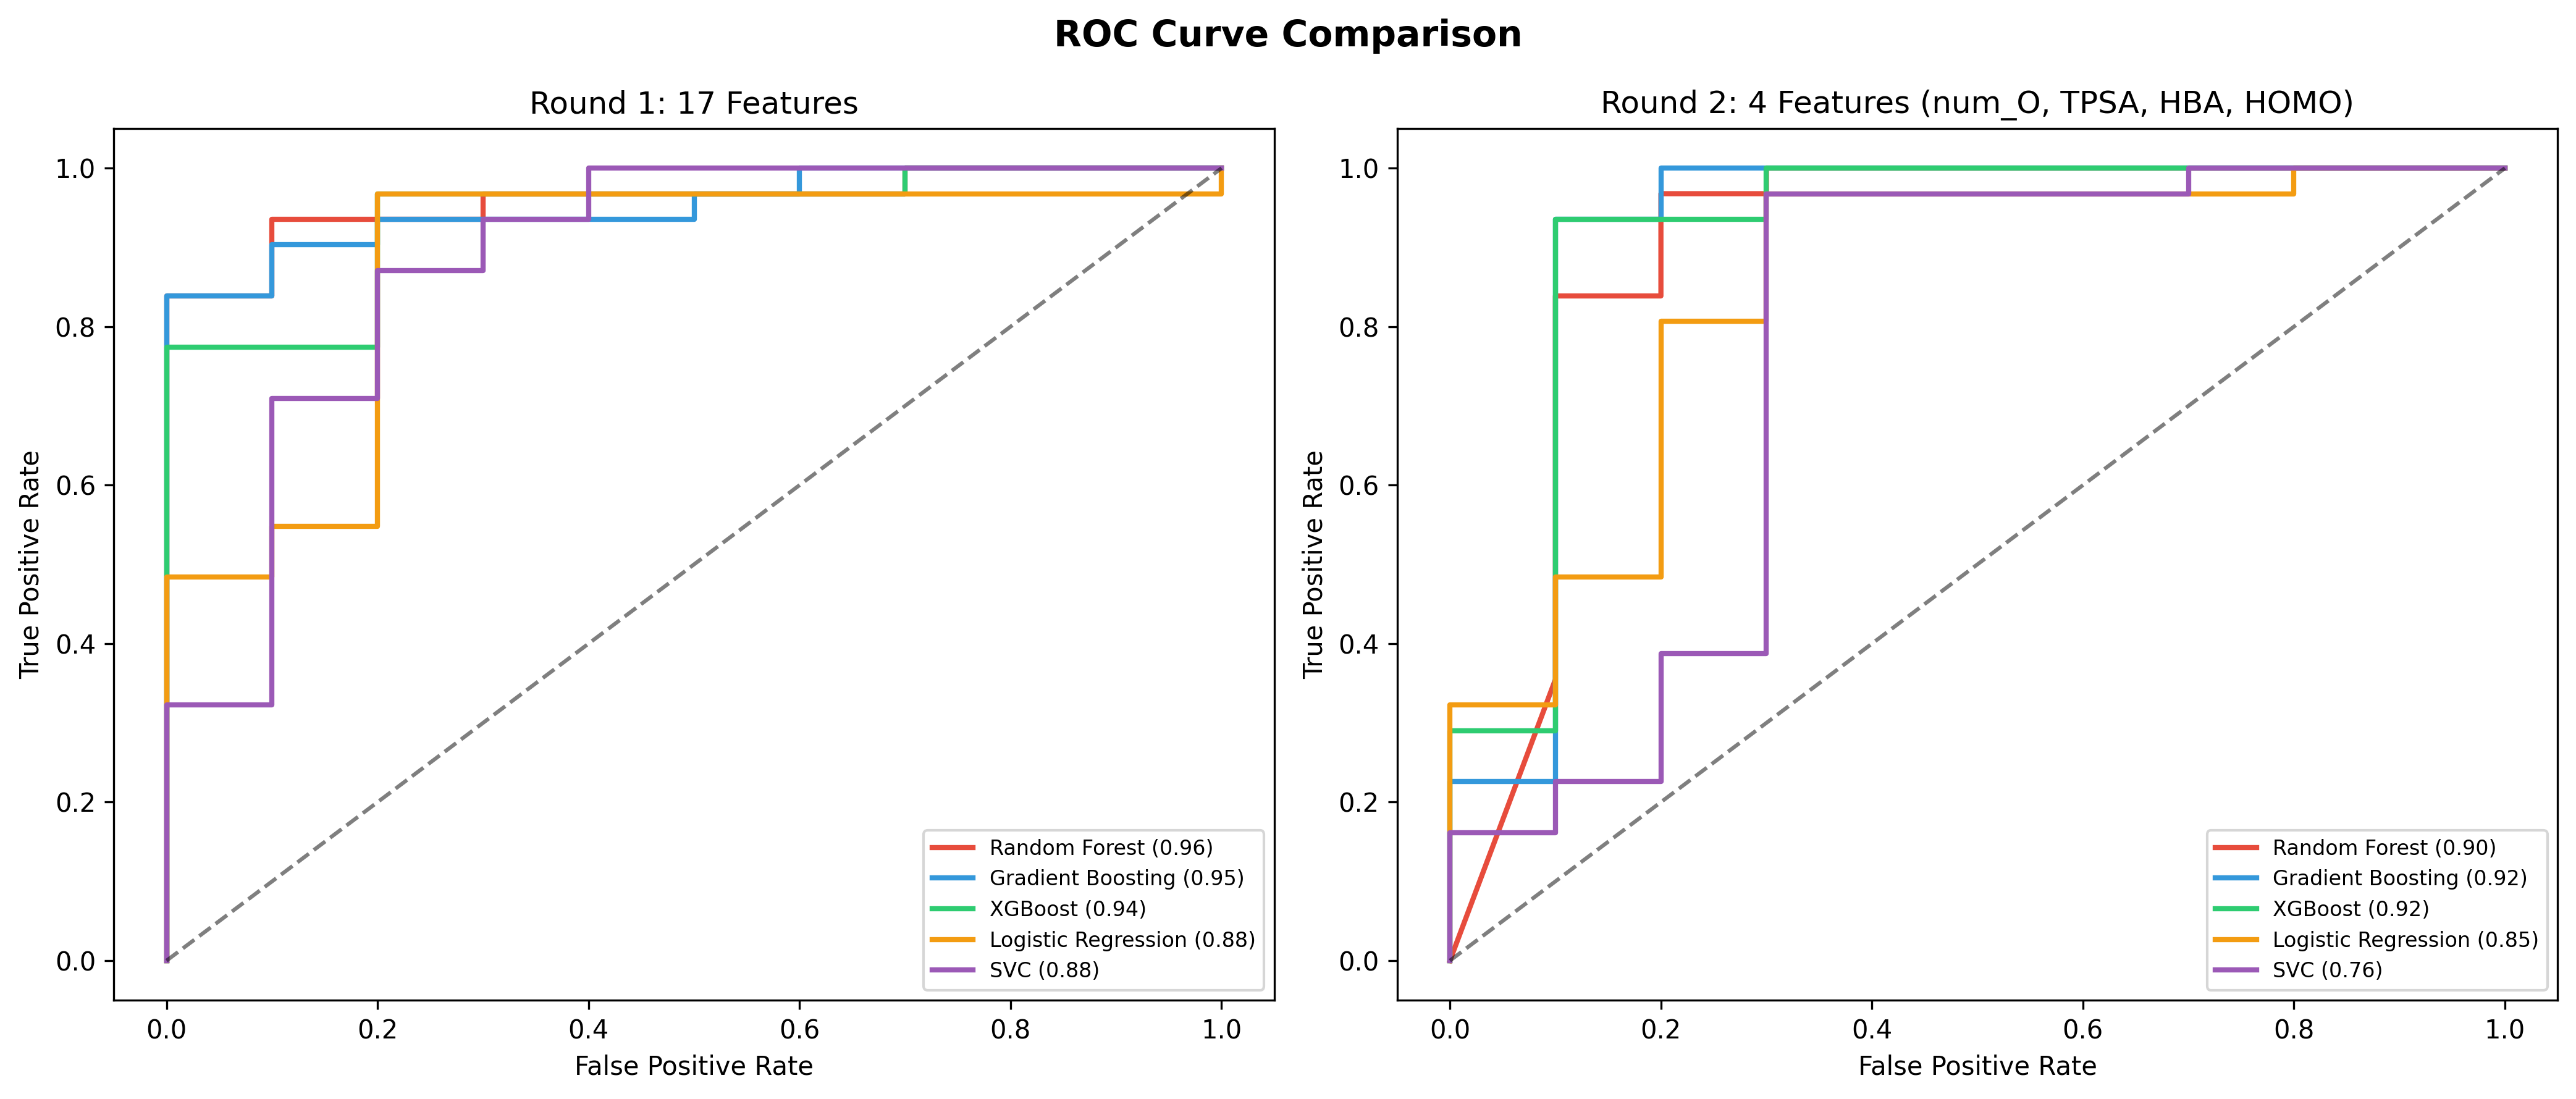 ROC Curve Comparison
Round 1: 17 Features
True Positive Rate
1.0
0.8
0.6
0.4
0.2
0.0
0.0 0.2 0.4 0.6 0.8 1.0
False Positive Rate
Random Forest (0.96)
Gradient Boosting (0.95)
XGBoost (0.94)
Logistic Regression (0.88)
SVC (0.88)
Round 2: 4 Features (num_O, TPSA, HBA, HOMO)
True Positive Rate
1.0
0.8
0.6
0.4
0.2
0.0
0.0 0.2 0.4 0.6 0.8 1.0
False Positive Rate
Random Forest (0.90)
Gradient Boosting (0.92)
XGBoost (0.92)
Logistic Regression (0.85)
SVC (0.76)